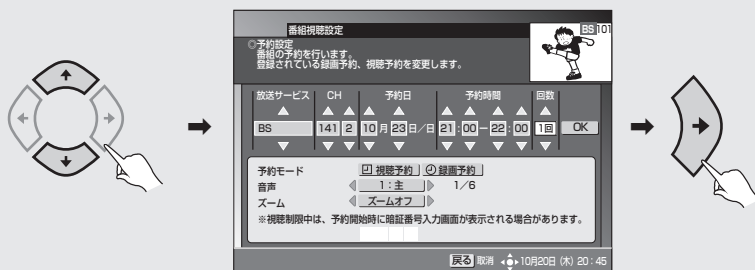 番組視聴設定
BS101
◎予約設定
番組の予約を行います。
登録されている録画予約、視聴予約を変更します。
放送サービス CH 予約日 予約時間 回数
BS 141 2 10月23日/日 21:00-22:00 1回 OK
予約モード 視聴予約 録画予約
音声 1:主 1/6
ズーム ズームオフ
※視聴制限中は、予約開始時に暗証番号入力画面が表示される場合があります。
戻る 取消 10月20日(木)20:45